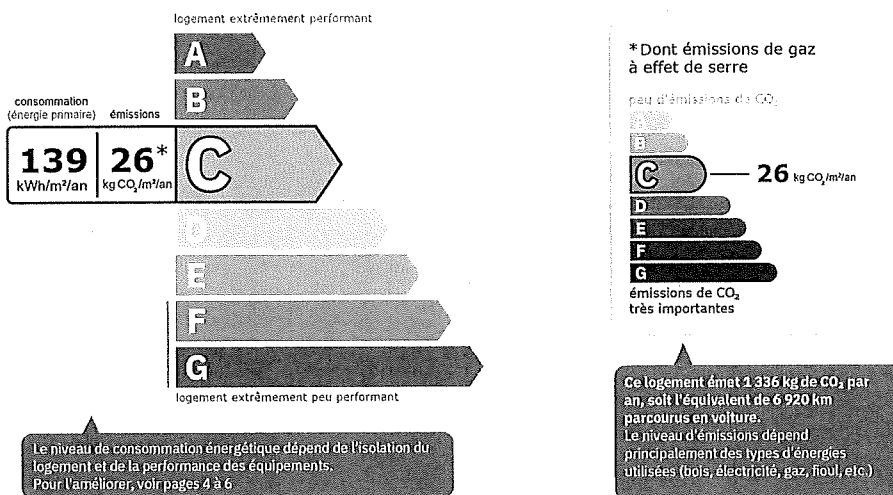 logement extrêmement performant
A
B
consommation
(énergie primaire)
émissions
139
kWh/m²/an
26*
kg CO₂/m²/an
C
D
E
F
G
logement extrêmement peu performant
Le niveau de consommation énergétique dépend de l'isolation du
logement et de la performance des équipements.
Pour l'améliorer, voir pages 4 à 6
*Dont émissions de gaz
à effet de serre
peu d'émissions de CO₂
A
B
C
26 kg CO₂/m²/an
D
E
F
G
émissions de CO₂
très importantes
Ce logement émet 1 336 kg de CO₂ par
an, soit l'équivalent de 6 920 km
parcourus en voiture.
Le niveau d'émissions dépend
principalement des types d'énergies
utilisées (bois, électricité, gaz, fioul, etc.)